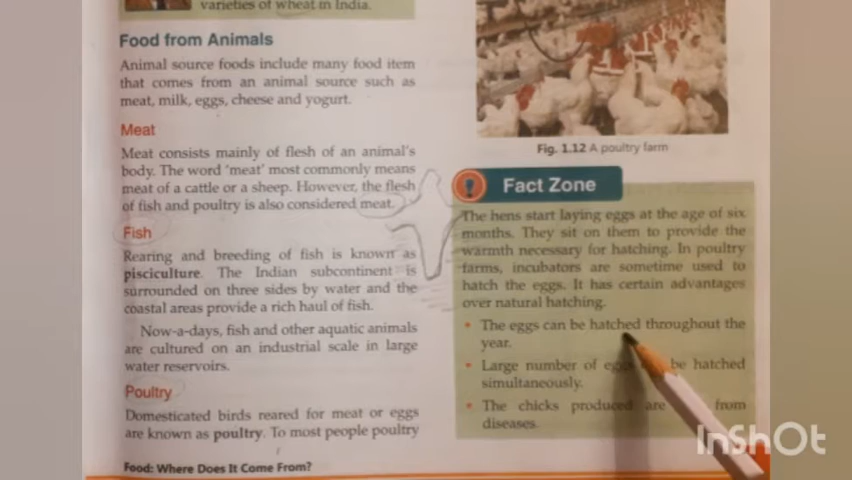 varieties of wheat in India.
Food from Animals
Animal source foods include many food item
that comes from an animal source such as
meat, milk, eggs, cheese and yogurt.
Meat
Meat consists mainly of flesh of an animal's
body. The word 'meat' most commonly means
meat of a cattle or a sheep. However, the flesh
of fish and poultry is also considered meat.
Fish
Rearing and breeding of fish is known as
pisciculture. The Indian subcontinent is
surrounded on three sides by water and the
coastal areas provide a rich haul of fish.
Now-a-days, fish and other aquatic animals
are cultured on an industrial scale in large
water reservoirs.
Poultry
Domesticated birds reared for meat or eggs
are known as poultry. To most people poultry
Food: Where Does It Come From?
Fig. 1.12 A poultry farm
Fact Zone
The hens start laying eggs at the age of six
months. They sit on them to provide the
warmth necessary for hatching. In poultry
farms, incubators are sometime used to
hatch the eggs. It has certain advantages
over natural hatching.
• The eggs can be hatched throughout the
year.
• Large number of eggs be hatched
simultaneously.
• The chicks produced are from
diseases.
InShOt